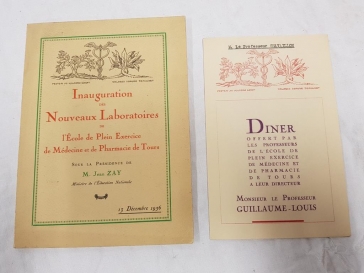 Inauguration
DES
Nouveaux Laboratoires
DE
l'École de Plein Exercice
de Médecine et de Pharmacie de Tours
SOUS LA PRÉSIDENCE DE
M. Jean ZAY
Ministre de l'Éducation Nationale
13 Décembre 1936
M. Le Professeur
DINER
OFFERT PAR
LES PROFESSEURS
DE L'ÉCOLE DE
PLEIN EXERCICE
DE MÉDECINE ET
DE PHARMACIE
DE TOURS
A LEUR DIRECTEUR
MONSIEUR LE PROFESSEUR
GUILLAUME-LOUIS